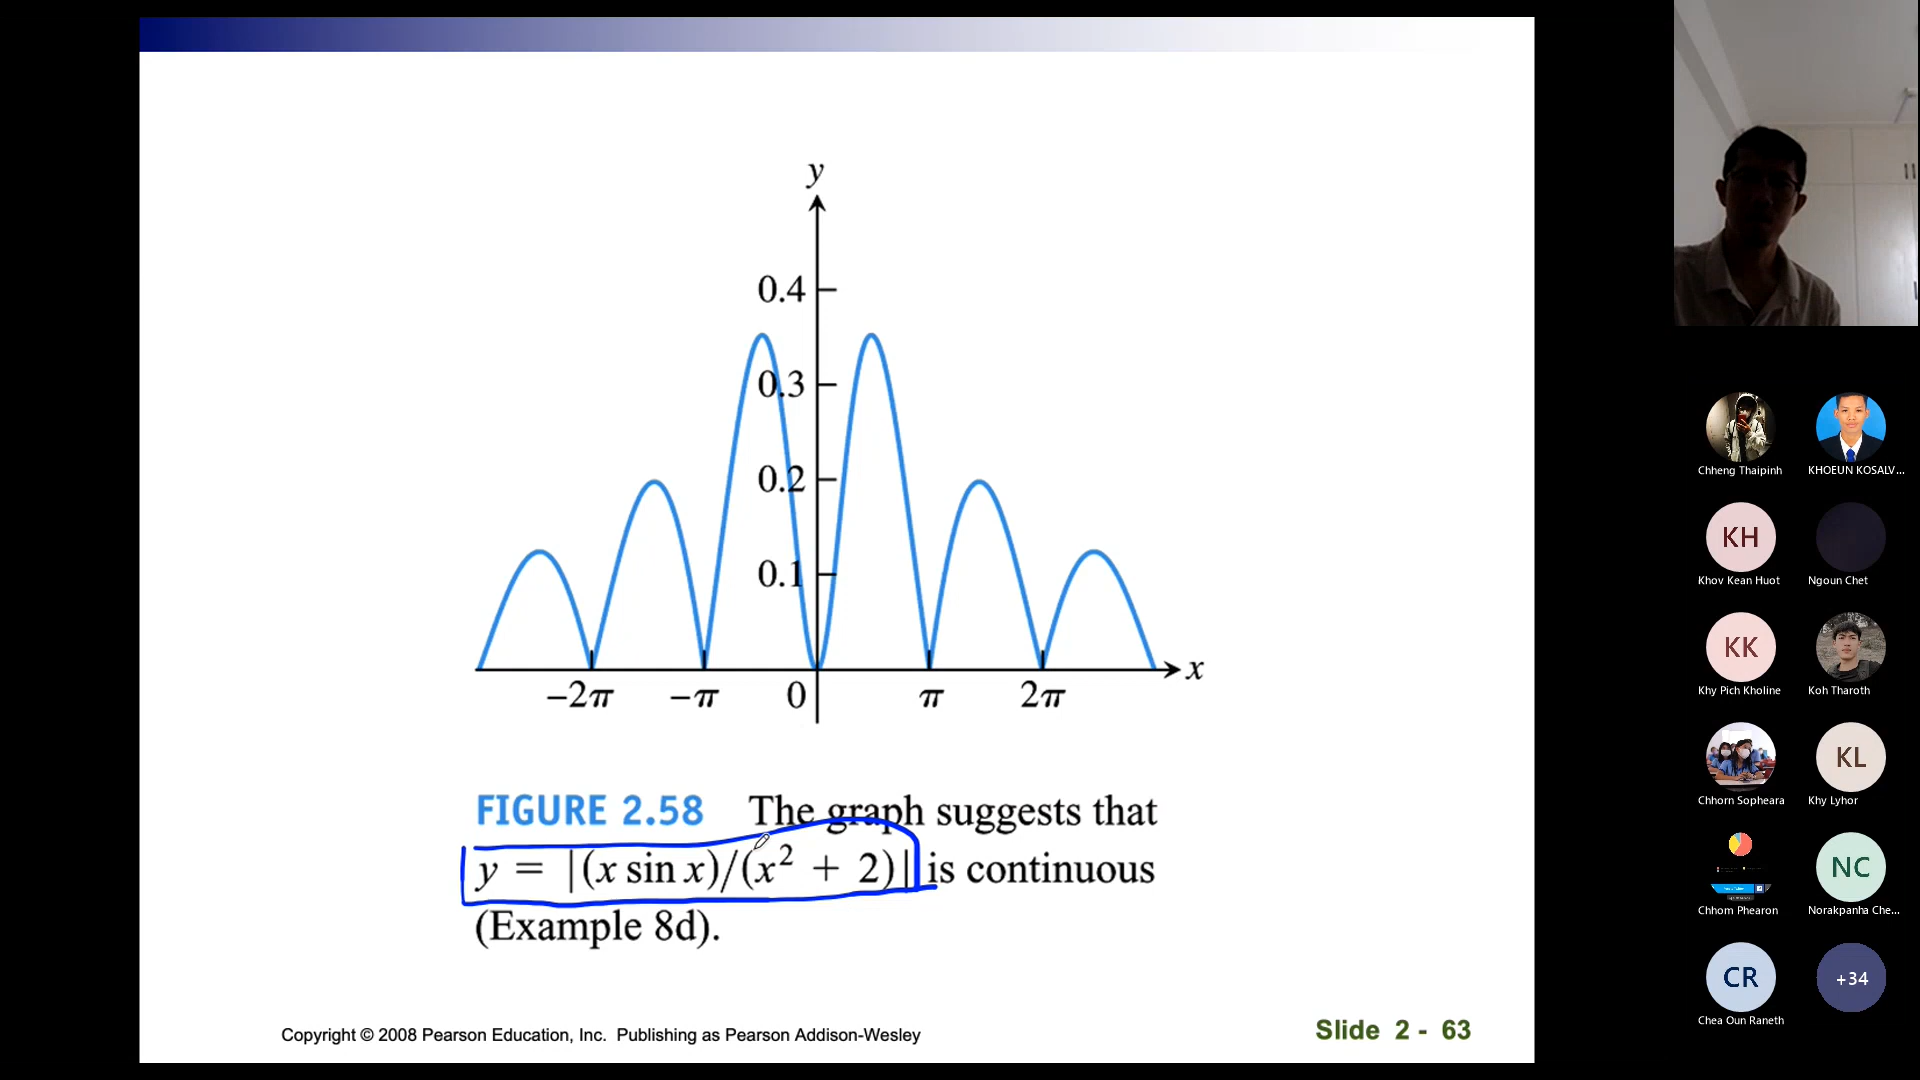 y
0.4
0.3
0.2
0.1
−2π −π 0 π 2π x
FIGURE 2.58 The graph suggests that
y = |(x sin x)/(x² + 2)| is continuous
(Example 8d).
Copyright © 2008 Pearson Education, Inc. Publishing as Pearson Addison-Wesley
Slide 2 - 63
Chheng Thaipinh
KHOEUN KOSALV...
KH
Khov Kean Huot
Ngoun Chet
KK
Khy Pich Kholine
Koh Tharoth
Chhorn Sopheara
KL
Khy Lyhor
Chhom Phearon
NC
Norakpanha Che...
CR
Chea Oun Raneth
+34